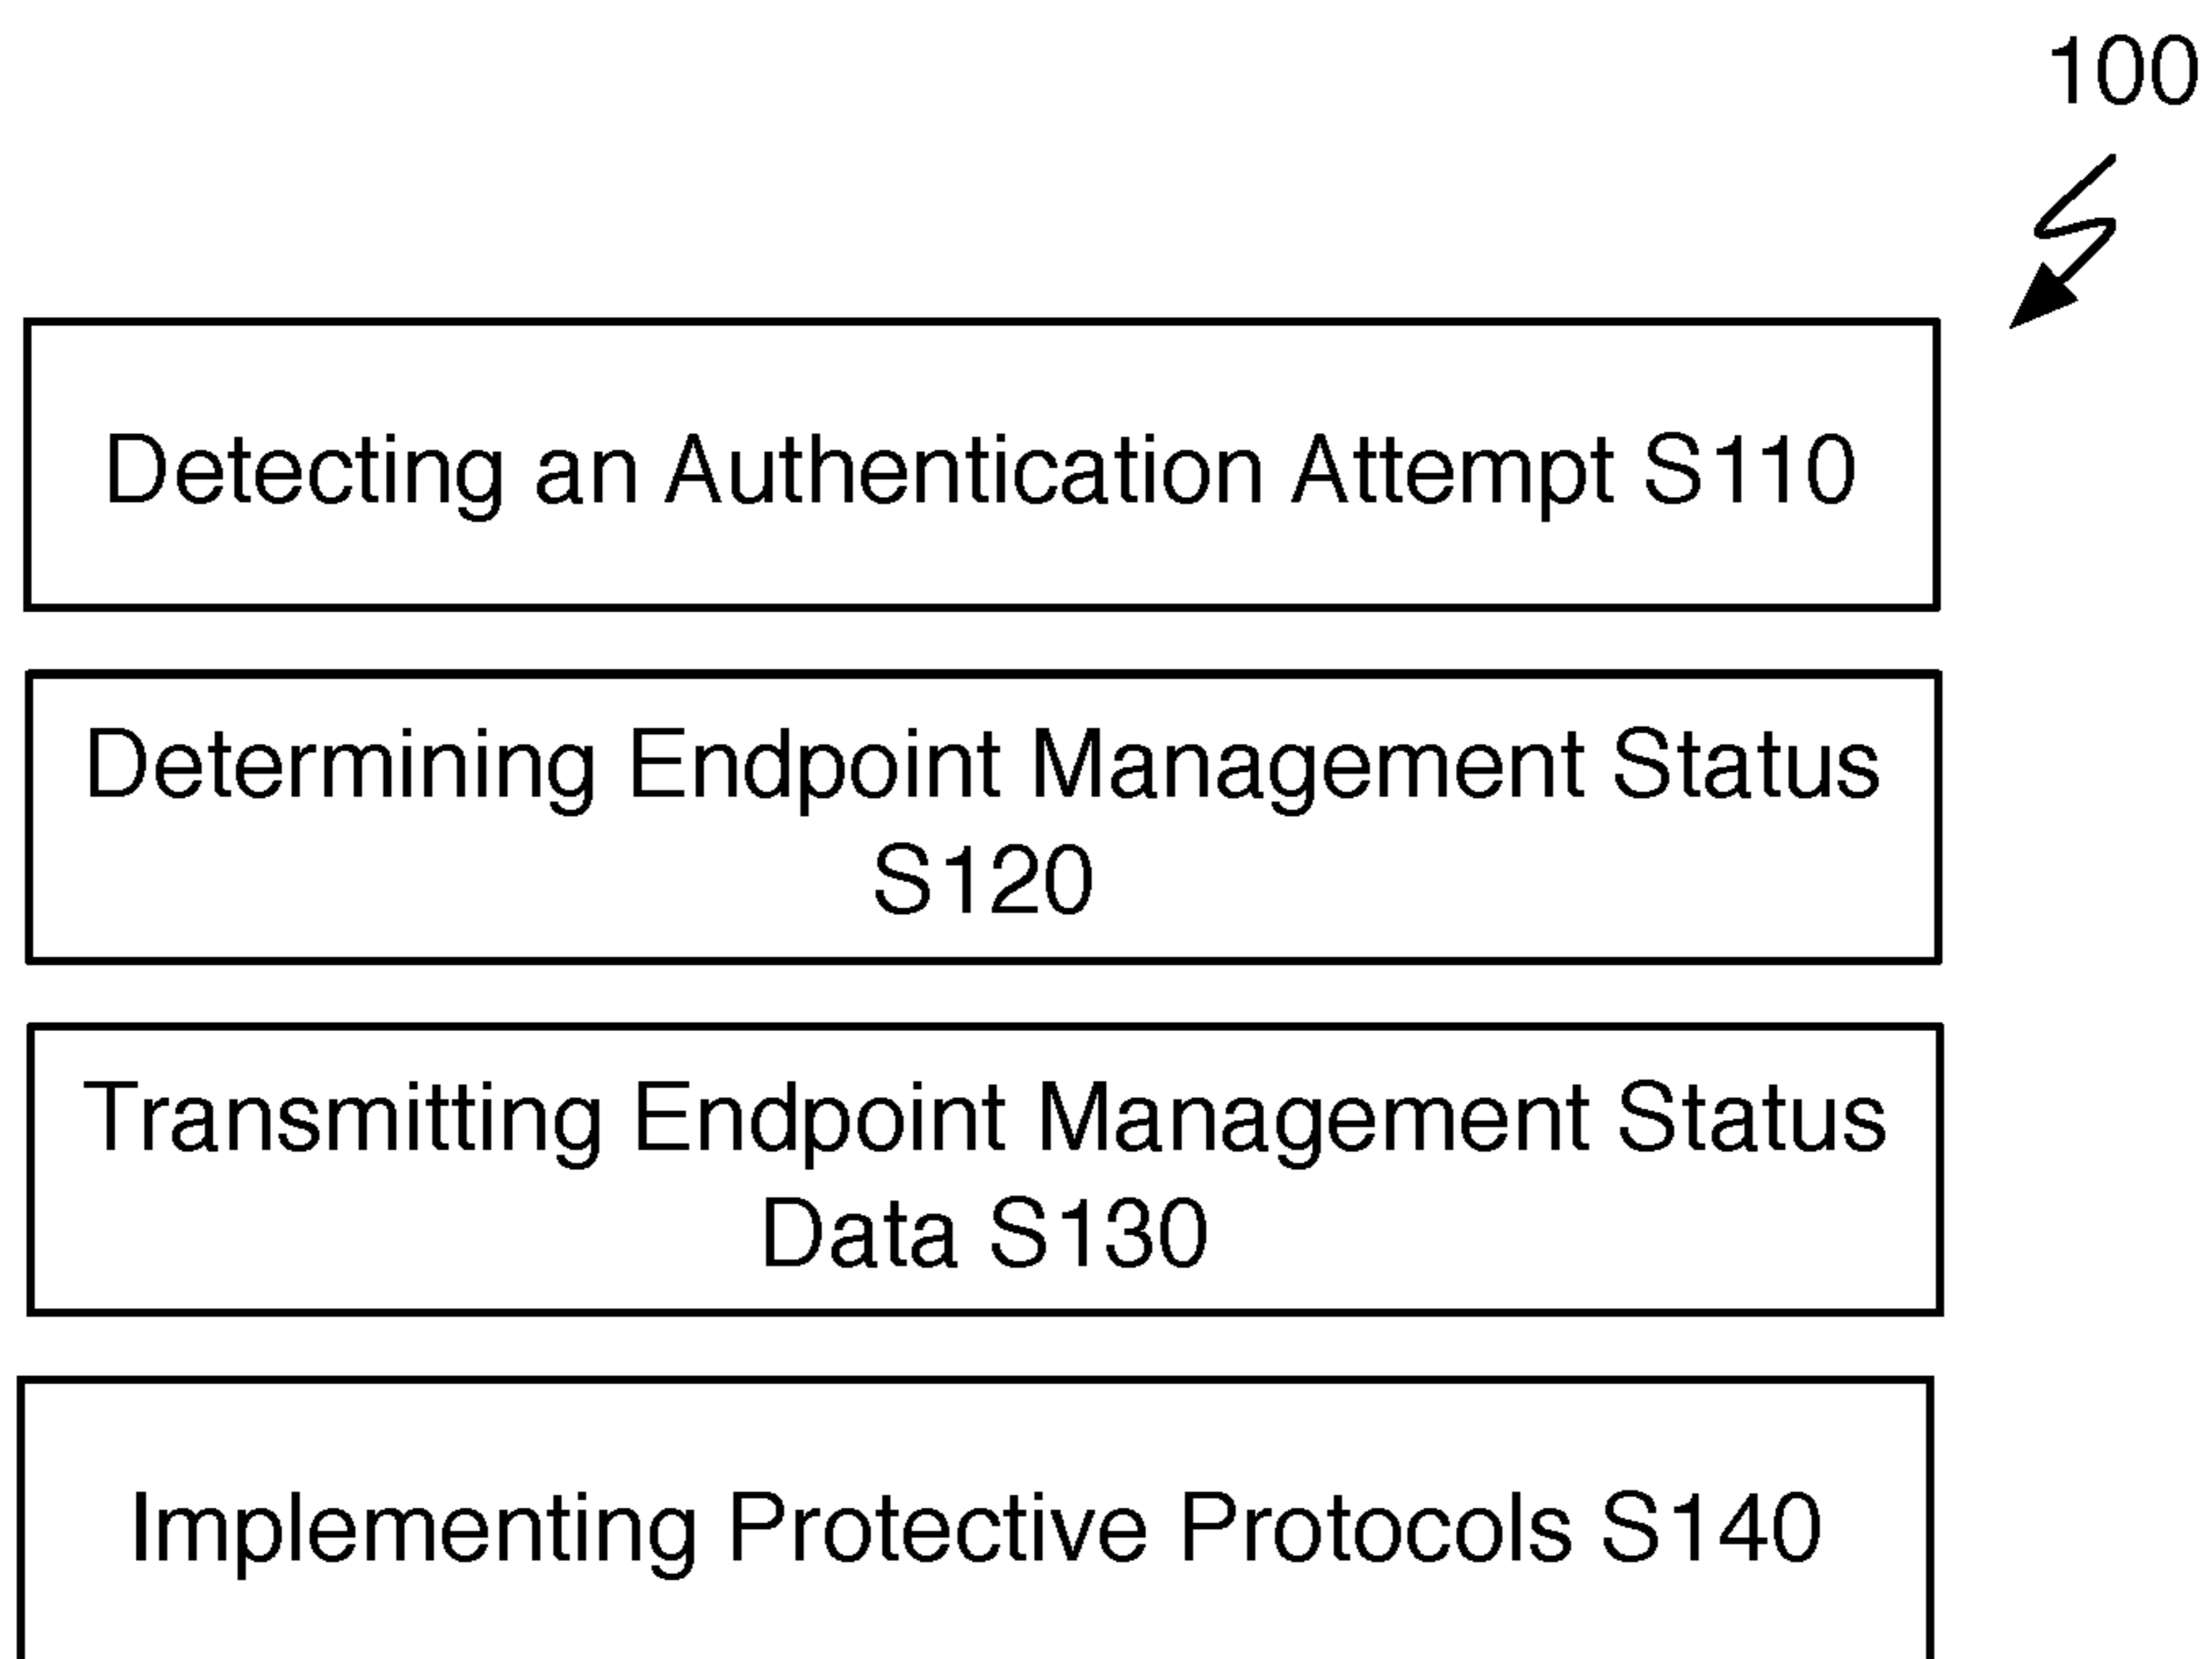 100
Detecting an Authentication Attempt S110
Determining Endpoint Management Status
S120
Transmitting Endpoint Management Status
Data S130
Implementing Protective Protocols S140